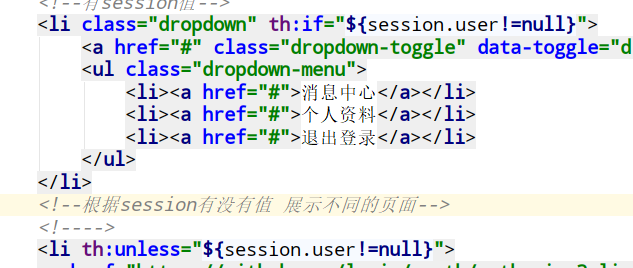 <!--有session值-->
<li class="dropdown" th:if="${session.user!=null}">
<a href="#" class="dropdown-toggle" data-toggle="d
<ul class="dropdown-menu">
<li><a href="#">消息中心</a></li>
<li><a href="#">个人资料</a></li>
<li><a href="#">退出登录</a></li>
</ul>
</li>
<!--根据session有没有值 展示不同的页面-->
<!---->
<li th:unless="${session.user!=null}">